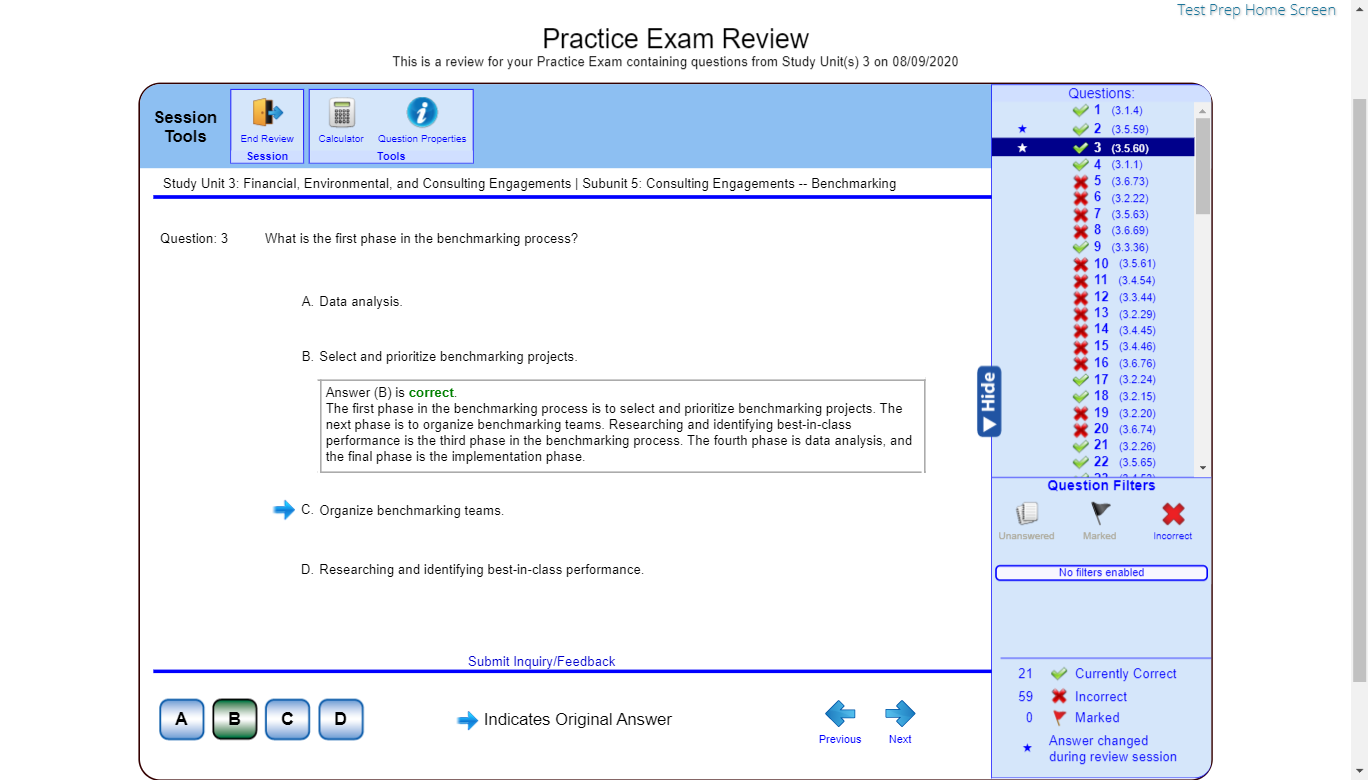 Test Prep Home Screen
Practice Exam Review
This is a review for your Practice Exam containing questions from Study Unit(s) 3 on 08/09/2020
Session Tools
End Review
Session
Calculator
Question Properties
Tools
Study Unit 3: Financial, Environmental, and Consulting Engagements | Subunit 5: Consulting Engagements -- Benchmarking
Question: 3 What is the first phase in the benchmarking process?
A. Data analysis.
B. Select and prioritize benchmarking projects.
Answer (B) is correct.
The first phase in the benchmarking process is to select and prioritize benchmarking projects. The
next phase is to organize benchmarking teams. Researching and identifying best-in-class
performance is the third phase in the benchmarking process. The fourth phase is data analysis, and
the final phase is the implementation phase.
C. Organize benchmarking teams.
D. Researching and identifying best-in-class performance.
Submit Inquiry/Feedback
A B C D
Indicates Original Answer
Previous
Next
Hide
Questions:
1 (3.1.4)
2 (3.5.59)
3 (3.5.60)
4 (3.1.1)
5 (3.6.73)
6 (3.2.22)
7 (3.5.63)
8 (3.6.69)
9 (3.3.36)
10 (3.5.61)
11 (3.4.54)
12 (3.3.44)
13 (3.2.29)
14 (3.4.45)
15 (3.4.46)
16 (3.6.76)
17 (3.2.24)
18 (3.2.15)
19 (3.2.20)
20 (3.6.74)
21 (3.2.26)
22 (3.5.65)
Question Filters
Unanswered
Marked
Incorrect
No filters enabled
21 Currently Correct
59 Incorrect
0 Marked
Answer changed
during review session